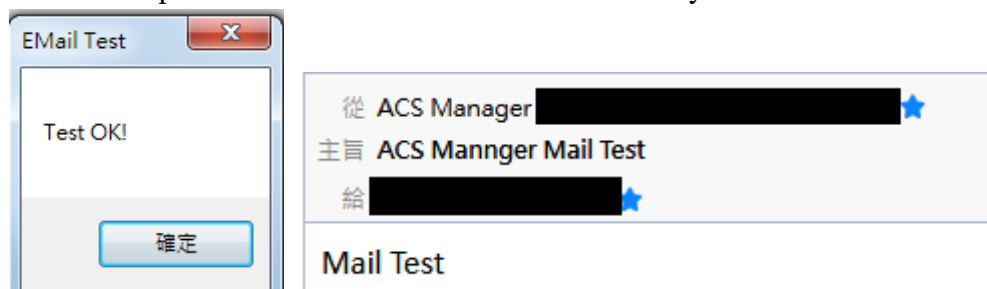 EMail Test
Test OK!
確定
從 ACS Manager
主旨 ACS Mannger Mail Test
給
Mail Test